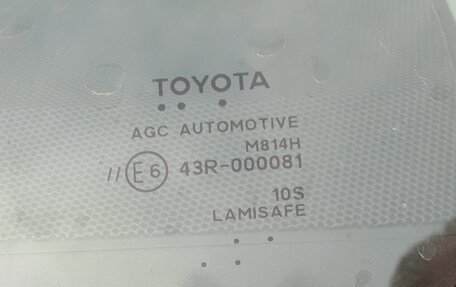 TOYOTA
AGC AUTOMOTIVE
M814H
// E6 43R-000081
10S
LAMISAFE